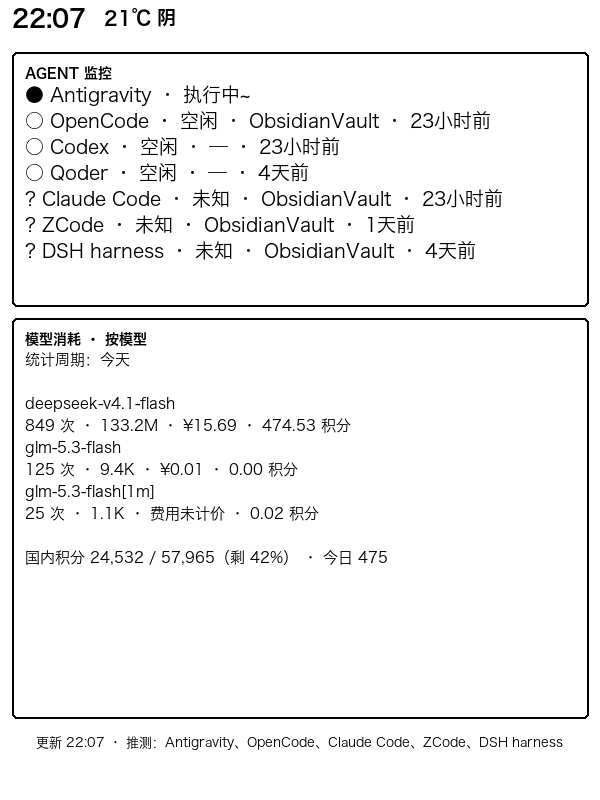 22:07 21℃ 阴
AGENT 监控
● Antigravity · 执行中~
○ OpenCode · 空闲 · ObsidianVault · 23小时前
○ Codex · 空闲 · — · 23小时前
○ Qoder · 空闲 · — · 4天前
? Claude Code · 未知 · ObsidianVault · 23小时前
? ZCode · 未知 · ObsidianVault · 1天前
? DSH harness · 未知 · ObsidianVault · 4天前
模型消耗 · 按模型
统计周期：今天
deepseek-v4.1-flash
849 次 · 133.2M · ¥15.69 · 474.53 积分
glm-5.3-flash
125 次 · 9.4K · ¥0.01 · 0.00 积分
glm-5.3-flash[1m]
25 次 · 1.1K · 费用未计价 · 0.02 积分
国内积分 24,532 / 57,965（剩 42%） · 今日 475
更新 22:07 · 推测：Antigravity、OpenCode、Claude Code、ZCode、DSH harness